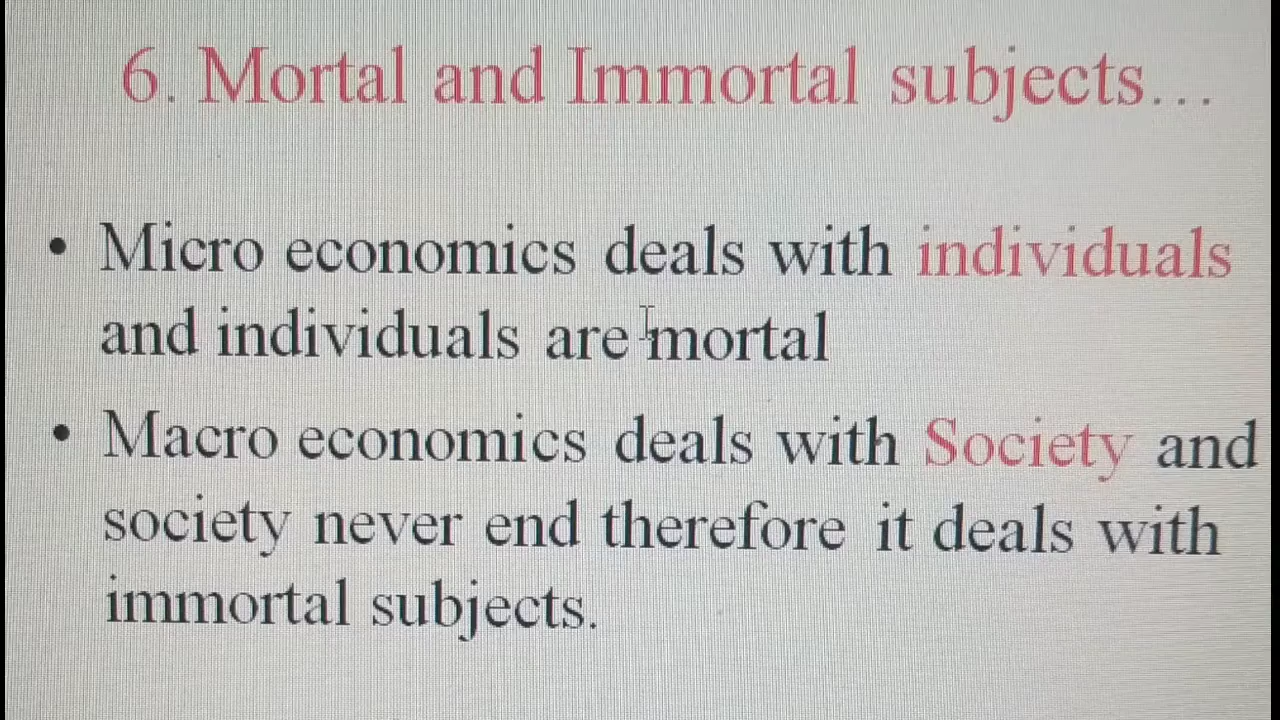 6. Mortal and Immortal subjects...
• Micro economics deals with individuals
and individuals are mortal
• Macro economics deals with Society and
society never end therefore it deals with
immortal subjects.